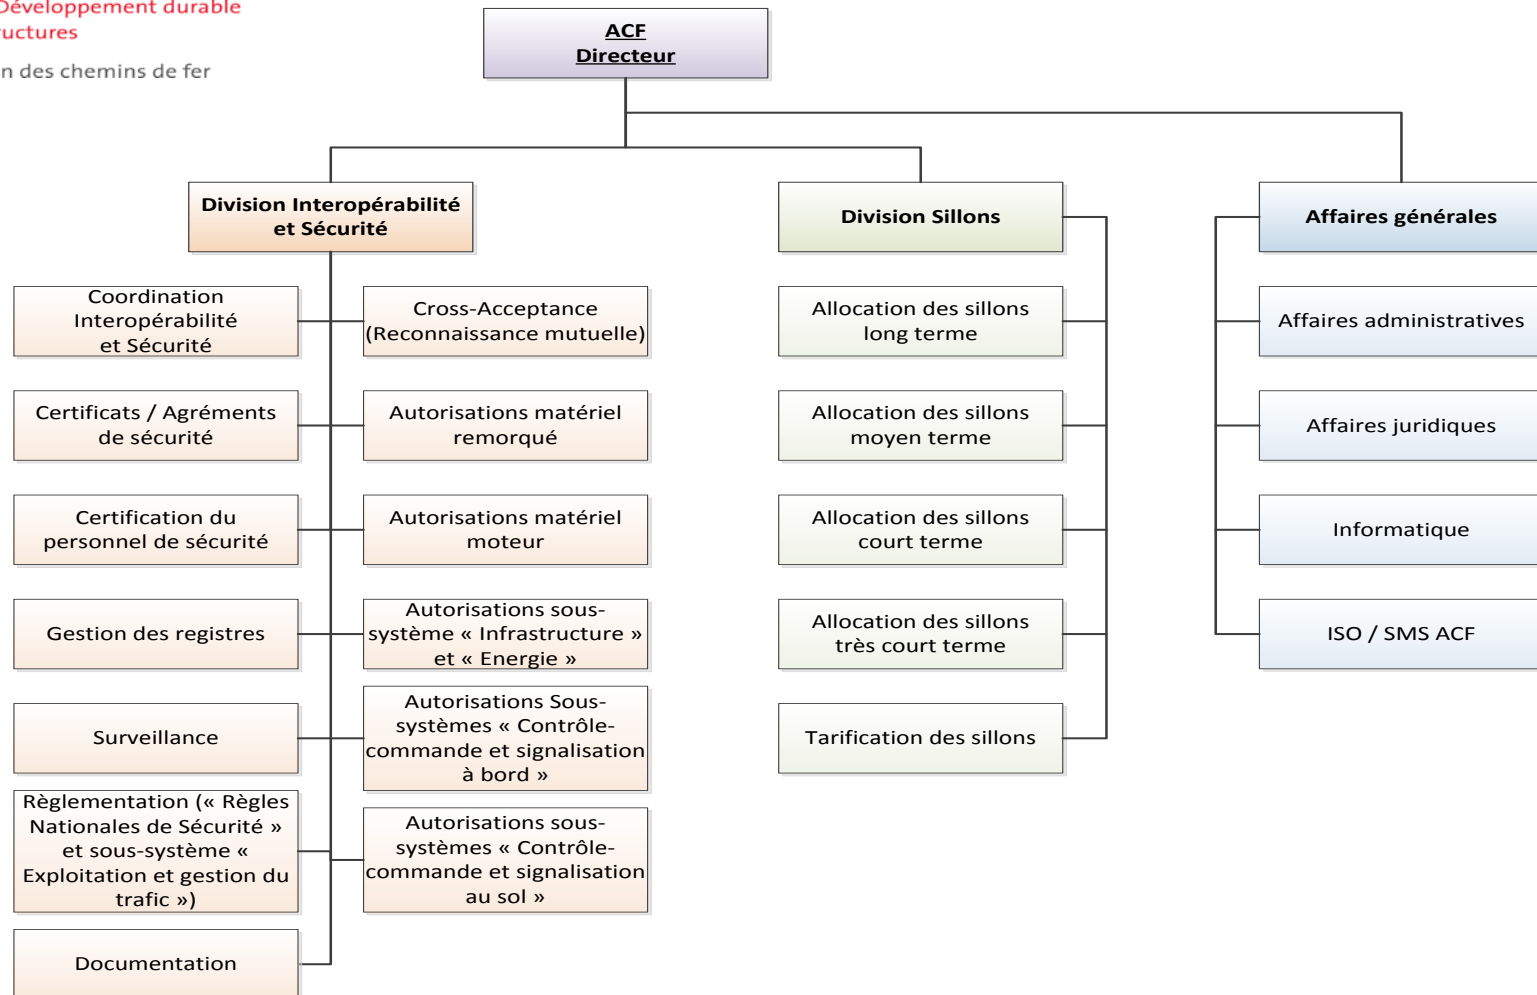 Développement durable
ructures
n des chemins de fer
ACF
Directeur
Division Interopérabilité
et Sécurité
Division Sillons
Affaires générales
Coordination
Interopérabilité
et Sécurité
Cross-Acceptance
(Reconnaissance mutuelle)
Allocation des sillons
long terme
Affaires administratives
Certificats / Agréments
de sécurité
Autorisations matériel
remorqué
Allocation des sillons
moyen terme
Affaires juridiques
Certification du
personnel de sécurité
Autorisations matériel
moteur
Allocation des sillons
court terme
Informatique
Gestion des registres
Autorisations sous-
système « Infrastructure »
et « Energie »
Allocation des sillons
très court terme
ISO / SMS ACF
Surveillance
Autorisations Sous-
systèmes « Contrôle-
commande et signalisation
à bord »
Tarification des sillons
Règlementation (« Règles
Nationales de Sécurité »
et sous-système «
Exploitation et gestion du
trafic »)
Autorisations sous-
systèmes « Contrôle-
commande et signalisation
au sol »
Documentation